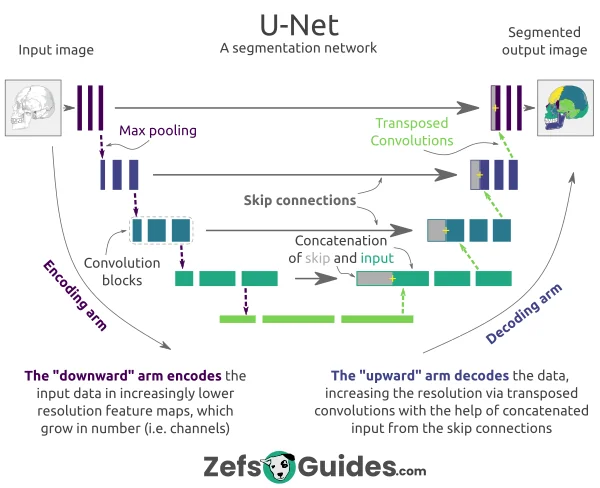 U-Net
A segmentation network
Input image
Segmented
output image
Max pooling
Transposed
Convolutions
Skip connections
Convolution
blocks
Concatenation
of skip and input
Encoding arm
Decoding arm
The "downward" arm encodes the
input data in increasingly lower
resolution feature maps, which
grow in number (i.e. channels)
The "upward" arm decodes the data,
increasing the resolution via transposed
convolutions with the help of concatenated
input from the skip connections
ZefsGuides.com